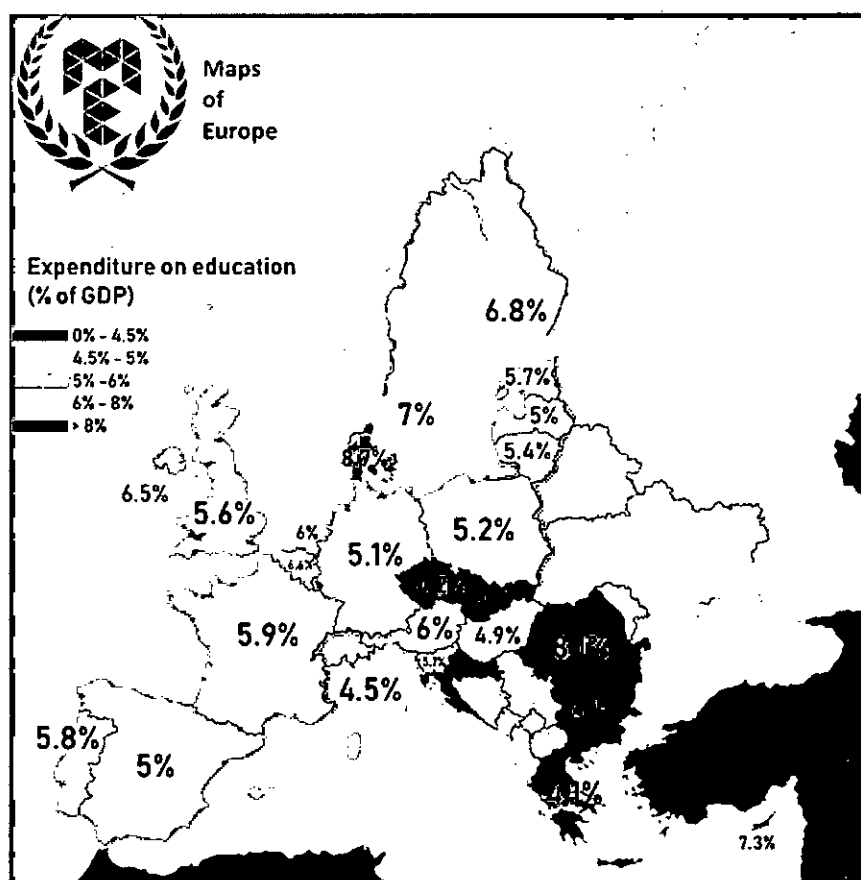 Maps
of
Europe
Expenditure on education
(% of GDP)
0% - 4.5%
4.5% - 5%
5% -6%
6% - 8%
> 8%
6.8%
5.7%
7%
5%
5.4%
6.5%
5.6%
6%
5.2%
5.1%
6%
4.9%
5.9%
4.5%
5.8%
5%
4.1%
7.3%